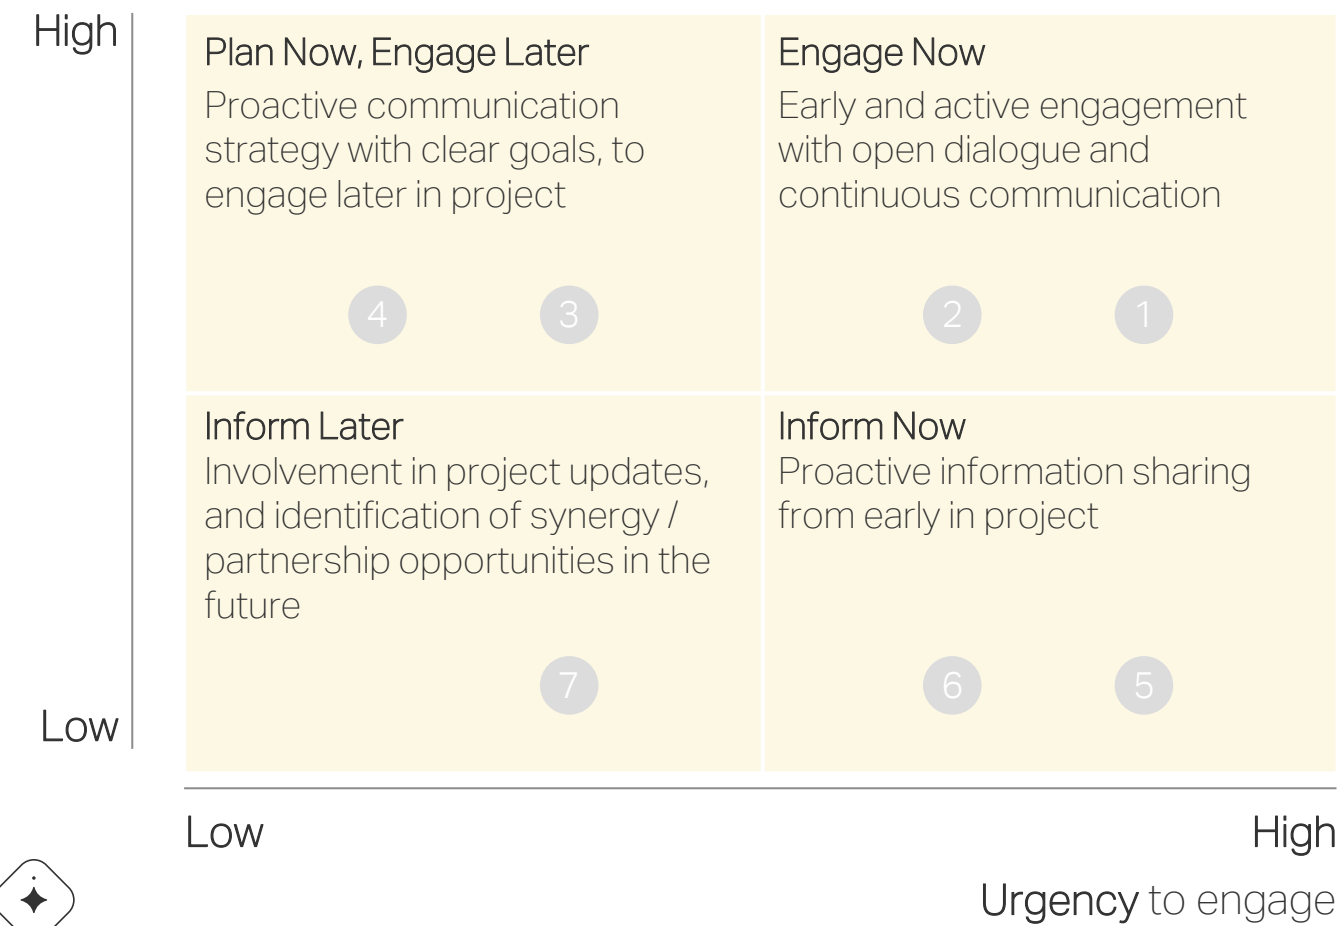 High
Plan Now, Engage Later
Proactive communication
strategy with clear goals, to
engage later in project
4
3
Engage Now
Early and active engagement
with open dialogue and
continuous communication
2
1
Inform Later
Involvement in project updates,
and identification of synergy /
partnership opportunities in the
future
7
Inform Now
Proactive information sharing
from early in project
6
5
Low
Low
High
Urgency to engage